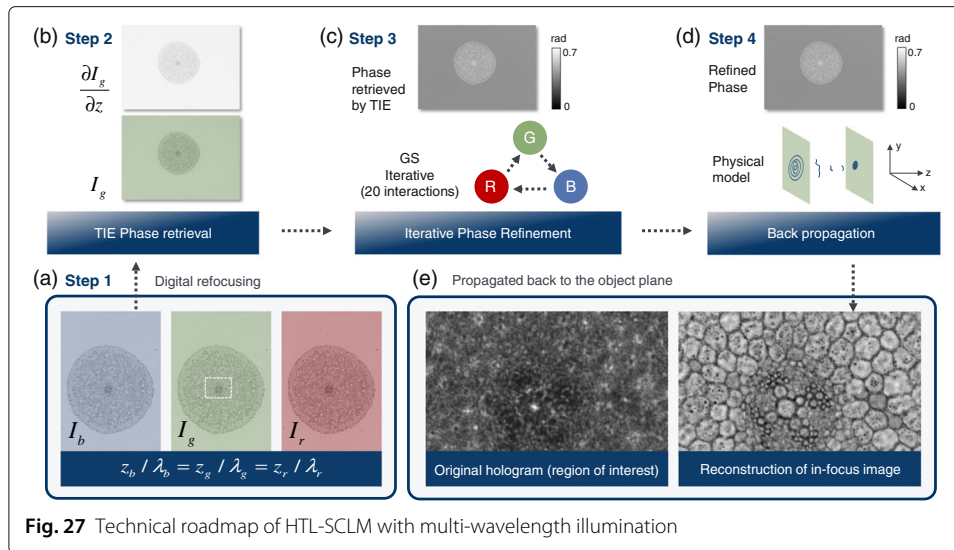 (b) Step 2
∂I_g
∂z
I_g
TIE Phase retrieval
(c) Step 3
Phase
retrieved
by TIE
rad
0.7
0
GS
Iterative
(20 interactions)
G
R
B
Iterative Phase Refinement
(d) Step 4
Refined
Phase
rad
0.7
0
Physical
model
y
z
x
Back propagation
(a) Step 1
Digital refocusing
I_b
I_g
I_r
z_b / λ_b = z_g / λ_g = z_r / λ_r
(e) Propagated back to the object plane
Original hologram (region of interest)
Reconstruction of in-focus image
Fig. 27 Technical roadmap of HTL-SCLM with multi-wavelength illumination